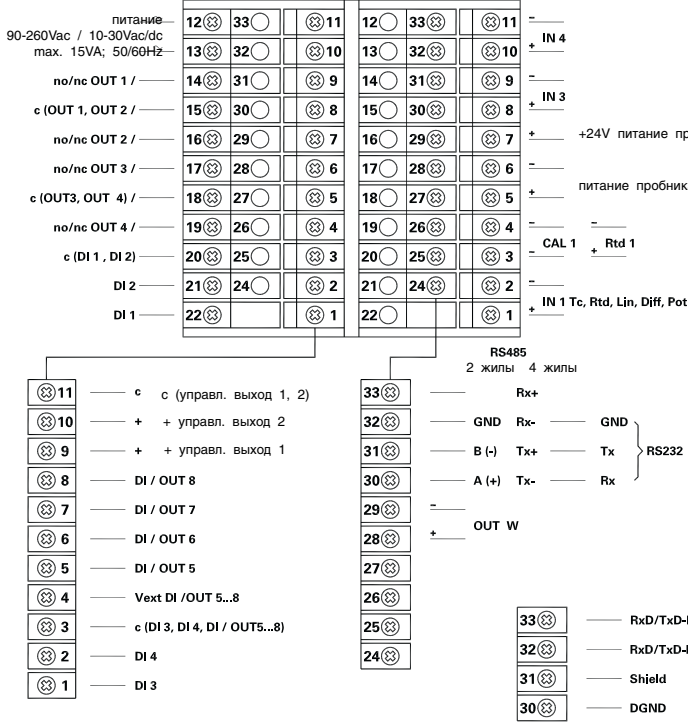 питание 12 33 11 12 33 11 -
90-260Vac / 10-30Vac/dc IN 4
max. 15VA; 50/60Hz 13 32 10 13 32 10 +
no/nc OUT 1 / 14 31 9 14 31 9 -
IN 3
c (OUT 1, OUT 2 / 15 30 8 15 30 8 +
no/nc OUT 2 / 16 29 7 16 29 7 + +24V питание
no/nc OUT 3 / 17 28 6 17 28 6 -
питание
c (OUT3, OUT 4) / 18 27 5 18 27 5 +
no/nc OUT 4 / 19 26 4 19 26 4 - -
CAL 1 Rtd 1
c (DI 1 , DI 2) 20 25 3 20 25 3 - +
DI 2 21 24 2 21 24 2 -
IN 1 Tc, Rtd, Lin, Diff, Pot
DI 1 22 1 22 1 +
RS485
2 жилы 4 жилы
11 c c (управл. выход 1, 2)
10 + + управл. выход 2
9 + + управл. выход 1
8 DI / OUT 8
7 DI / OUT 7
6 DI / OUT 6
5 DI / OUT 5
4 Vext DI /OUT 5...8
3 c (DI 3, DI 4, DI / OUT5...8)
2 DI 4
1 DI 3
33 Rx+
32 GND Rx- GND
31 B (-) Tx+ Tx RS232
30 A (+) Tx- Rx
29 -
OUT W
28 +
27
26
25
24
33 RxD/TxD-
32 RxD/TxD-
31 Shield
30 DGND